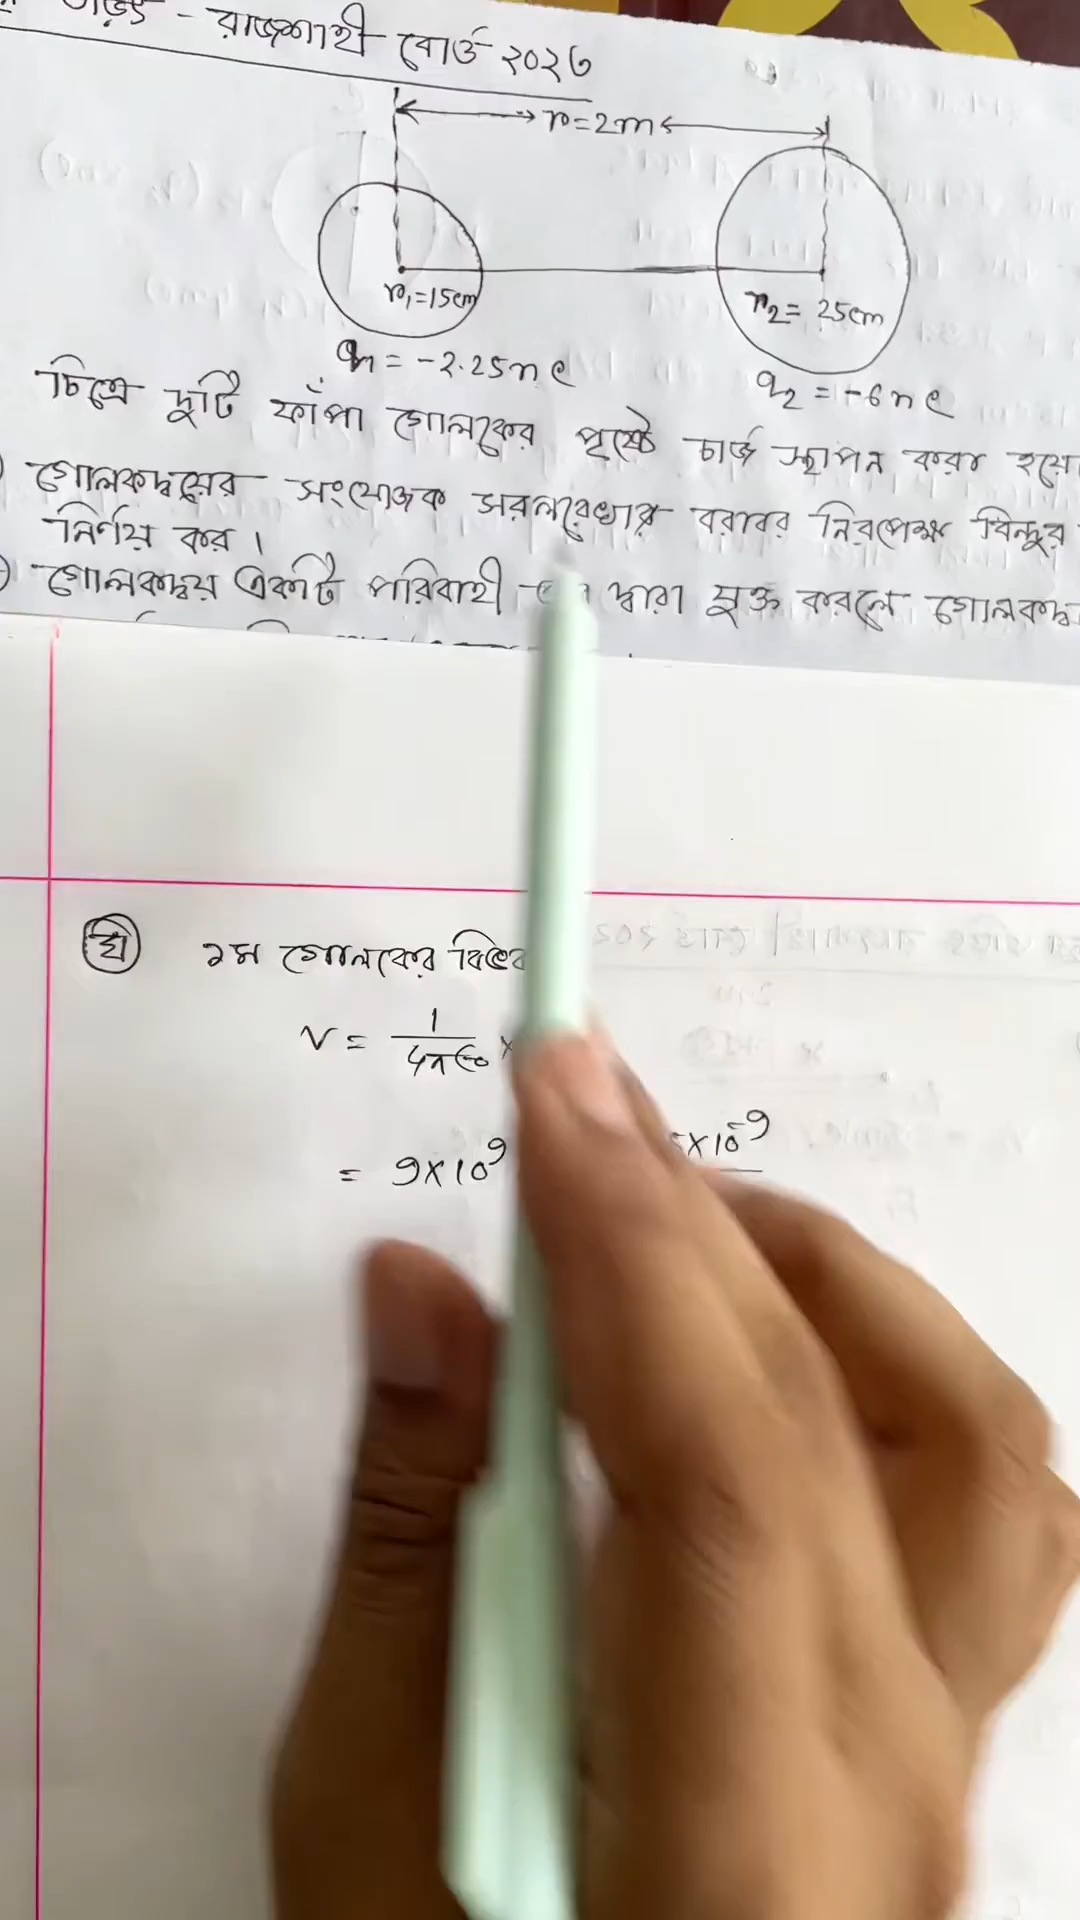 - রাজশাহী বোর্ড ২০২৩
r=2m
r₁=15cm
r₂= 25cm
q₁ = -2.25nc
q₂ = -6nc
চিত্রে দুটি ফাঁপা গোলকের পৃষ্ঠে চার্জ স্থাপন করা হয়ে
গোলকদ্বয়ের সংযোজক সরলরেখার বরাবর নিরপেক্ষ বিন্দুর
নির্ণয় কর।
গোলকদ্বয় একটি পরিবাহী দ্বারা যুক্ত করলে গোলকদ্ব
ঘ ১ম গোলকের বিভব
V = 1/4π∈₀ ×
= 9×10⁹ ×10⁻⁹